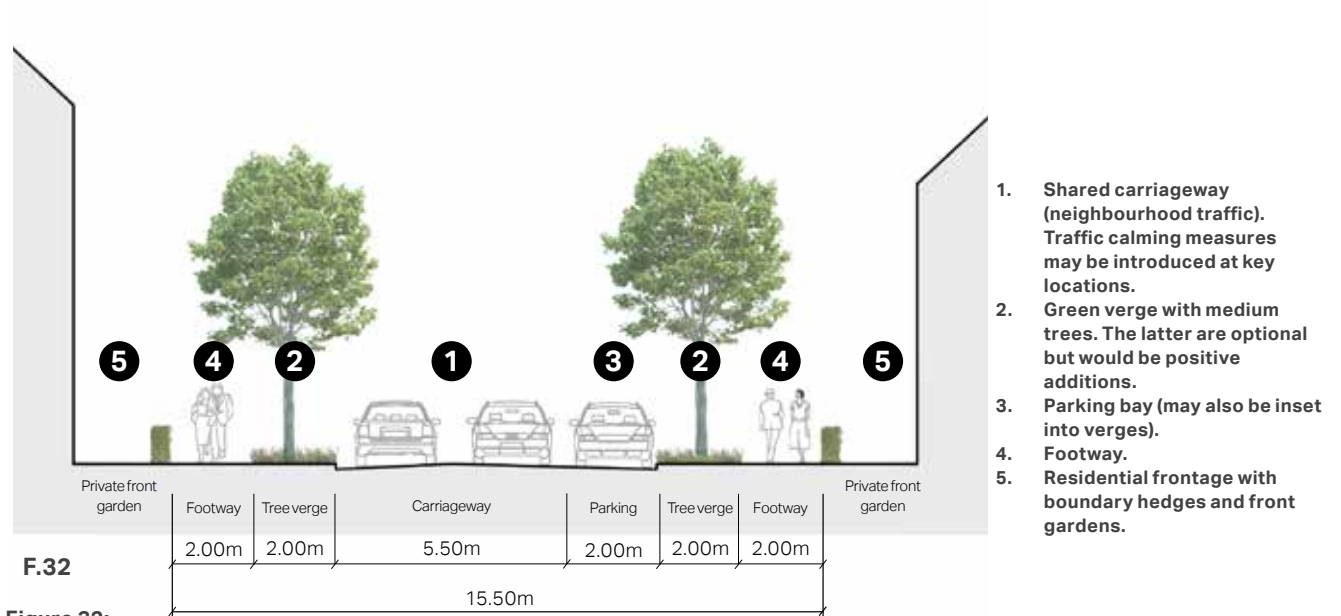 5 4 2 1 3 2 4 5
Private front
garden
Footway
Tree verge
Carriageway
Parking
Tree verge
Footway
Private front
garden
2.00m 2.00m 5.50m 2.00m 2.00m 2.00m
15.50m
F.32
Figure 32:
1. Shared carriageway
(neighbourhood traffic).
Traffic calming measures
may be introduced at key
locations.
2. Green verge with medium
trees. The latter are optional
but would be positive
additions.
3. Parking bay (may also be inset
into verges).
4. Footway.
5. Residential frontage with
boundary hedges and front
gardens.